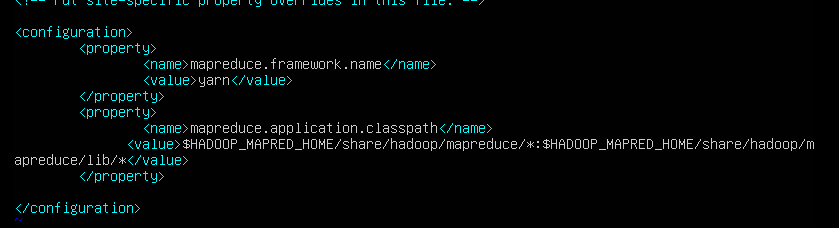 <!-- Put site-specific property overrides in this file. -->
<configuration>
<property>
<name>mapreduce.framework.name</name>
<value>yarn</value>
</property>
<property>
<name>mapreduce.application.classpath</name>
<value>$HADOOP_MAPRED_HOME/share/hadoop/mapreduce/*:$HADOOP_MAPRED_HOME/share/hadoop/m
apreduce/lib/*</value>
</property>
</configuration>